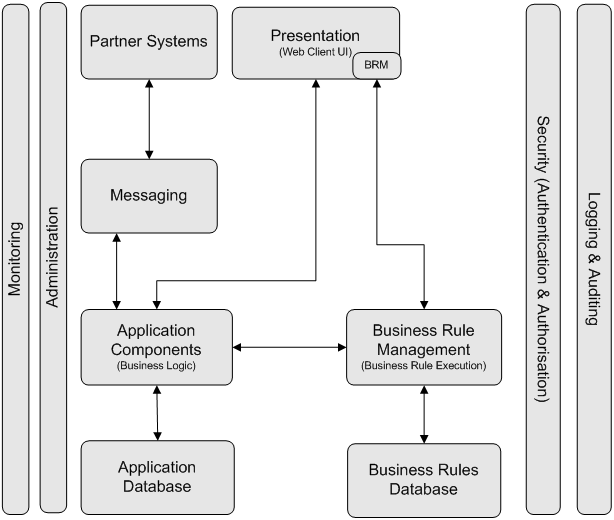 Monitoring
Administration
Partner Systems
Presentation
(Web Client UI)
BRM
Messaging
Application
Components
(Business Logic)
Business Rule
Management
(Business Rule Execution)
Application
Database
Business Rules
Database
Security (Authentication & Authorisation)
Logging & Auditing